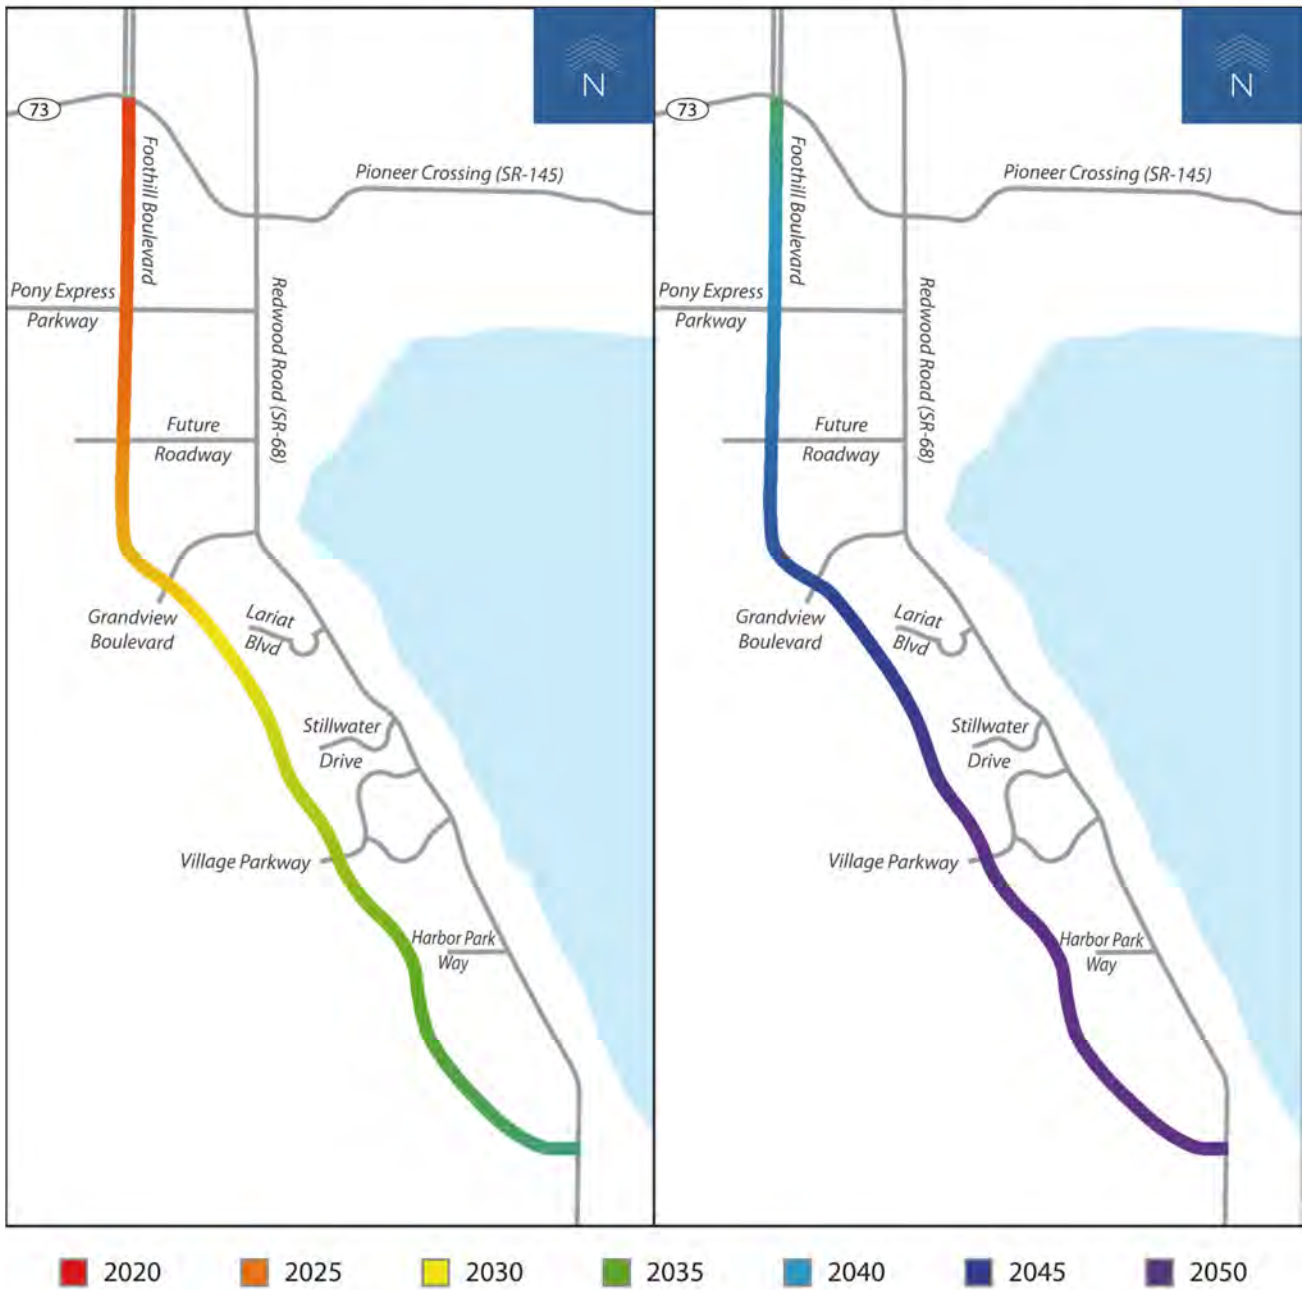 N
73
Foothill Boulevard
Pioneer Crossing (SR-145)
Pony Express
Parkway
Redwood Road (SR-68)
Future
Roadway
Grandview
Boulevard
Lariat
Blvd
Stillwater
Drive
Village Parkway
Harbor Park
Way
N
73
Foothill Boulevard
Pioneer Crossing (SR-145)
Pony Express
Parkway
Redwood Road (SR-68)
Future
Roadway
Grandview
Boulevard
Lariat
Blvd
Stillwater
Drive
Village Parkway
Harbor Park
Way
2020 2025 2030 2035 2040 2045 2050